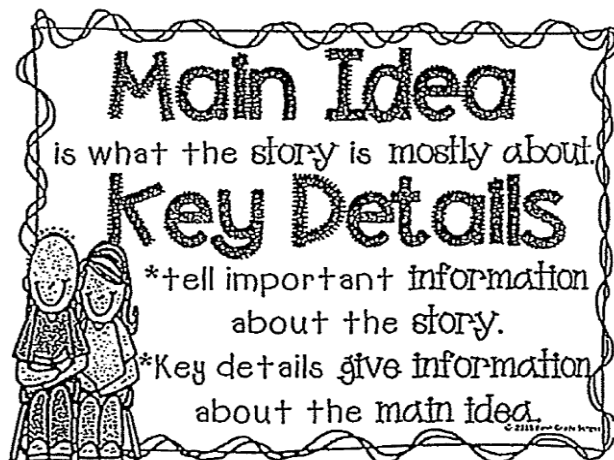 Main Idea
is what the story is mostly about.
Key Details
*tell important information
about the story.
*Key details give information
about the main idea.